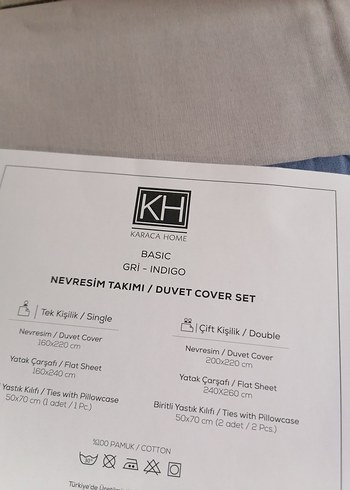 KH
KARACA HOME
BASIC
GRİ - INDIGO
NEVRESİM TAKIMI / DUVET COVER SET
Tek Kişilik / Single
Nevresim / Duvet Cover
160x220 cm
Yatak Çarşafı / Flat Sheet
160x240 cm
Yastık Kılıfı / Ties with Pillowcase
50x70 cm (1 adet / 1 Pc.)
Çift Kişilik / Double
Nevresim / Duvet Cover
200x220 cm
Yatak Çarşafı / Flat Sheet
240X260 cm
Biritli Yastık Kılıfı / Ties with Pillowcase
50x70 cm (2 adet / 2 Pcs.)
%100 PAMUK / COTTON
Türkiye'de